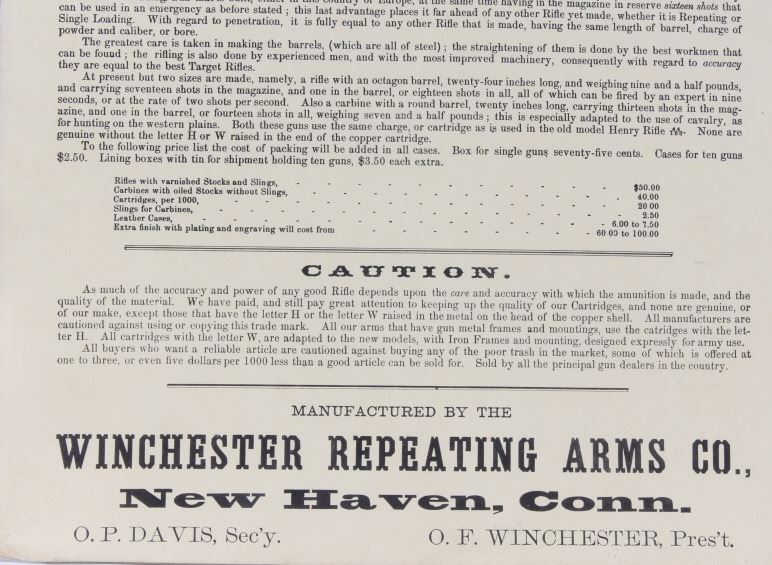 can be used in an emergency as before stated ; this last advantage places it far ahead of any other Rifle yet made, whether it is Repeating or
Single Loading. With regard to penetration, it is fully equal to any other Rifle that is made, having the same length of barrel, charge of
powder and caliber, or bore.
The greatest care is taken in making the barrels, (which are all of steel) ; the straightening of them is done by the best workmen that
can be found ; the rifling is also done by experienced men, and with the most improved machinery, consequently with regard to accuracy
they are equal to the best Target Rifles.
At present but two sizes are made, namely, a rifle with an octagon barrel, twenty-four inches long, and weighing nine and a half pounds,
and carrying seventeen shots in the magazine, and one in the barrel, or eighteen shots in all, all of which can be fired by an expert in nine
seconds, or at the rate of two shots per second. Also a carbine with a round barrel, twenty inches long, carrying thirteen shots in the mag-
azine, and one in the barrel, or fourteen shots in all, weighing seven and a half pounds ; this is especially adapted to the use of cavalry, as
for hunting on the western plains. Both these guns use the same charge, or cartridge as is used in the old model Henry Rifle None are
genuine without the letter H or W raised in the end of the copper cartridge.
To the following price list the cost of packing will be added in all cases. Box for single guns seventy-five cents. Cases for ten guns
$2.50. Lining boxes with tin for shipment holding ten guns, $3.50 each extra.
Rifles with varnished Stocks and Slings, - - - - - - - - - $50.00
Carbines with oiled Stocks without Slings, - - - - - - - - - 40.00
Cartridges, per 1000, - - - - - - - - - 20 00
Slings for Carbines, - - - - - - - - - 2.50
Leather Cases, - - - - - - - - - 6.00 to 7.50
Extra finish with plating and engraving will cost from - - - - - - - 60 00 to 100.00
CAUTION.
As much of the accuracy and power of any good Rifle depends upon the care and accuracy with which the amunition is made, and the
quality of the material. We have paid, and still pay great attention to keeping up the quality of our Cartridges, and none are genuine, or
of our make, except those that have the letter H or the letter W raised in the metal on the head of the copper shell. All manufacturers are
cautioned against using or copying this trade mark. All our arms that have gun metal frames and mountings, use the catridges with the let-
ter H. All cartridges with the letter W, are adapted to the new models, with Iron Frames and mounting, designed expressly for army use.
All buyers who want a reliable article are cautioned against buying any of the poor trash in the market, some of which is offered at
one to three, or even five dollars per 1000 less than a good article can be sold for. Sold by all the principal gun dealers in the country.
MANUFACTURED BY THE
WINCHESTER REPEATING ARMS CO.,
New Haven, Conn.
O. P. DAVIS, Sec'y. O. F. WINCHESTER, Pres't.